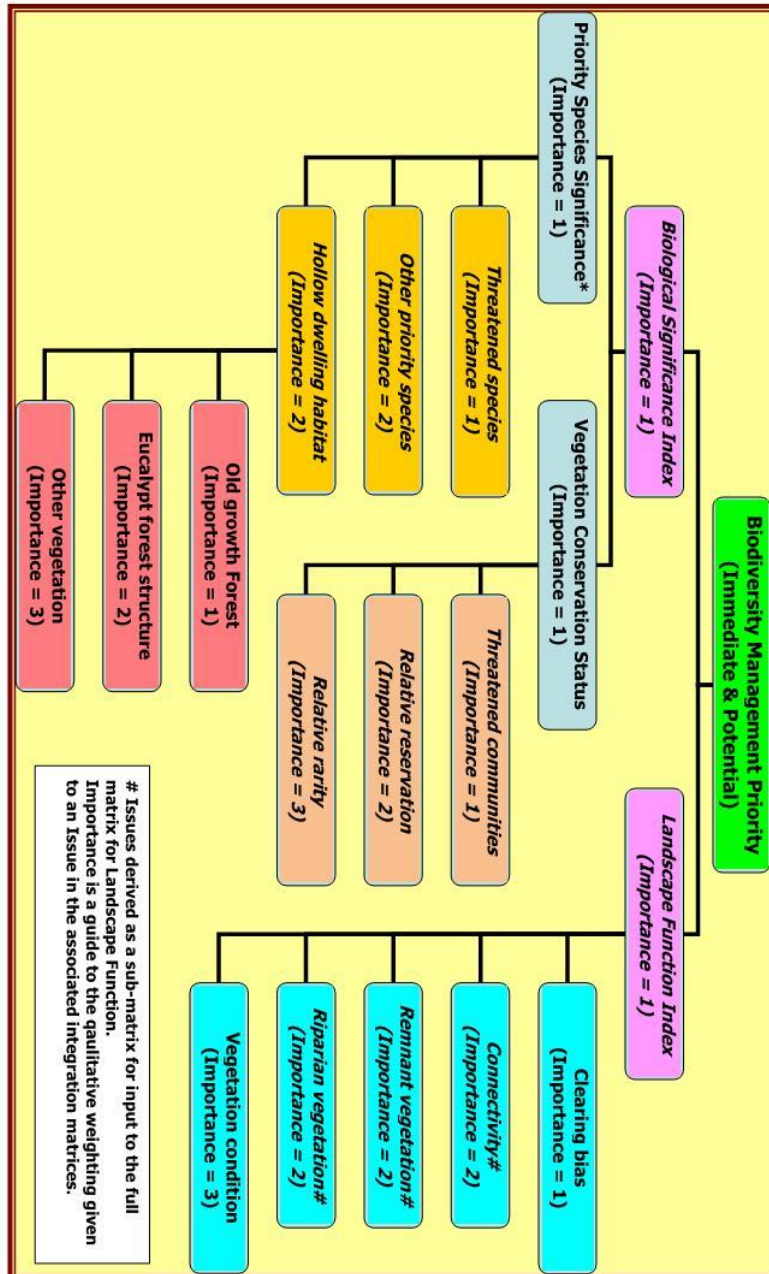 Biodiversity Management Priority
(Immediate & Potential)
Biological Significance Index
(Importance = 1)
Landscape Function Index
(Importance = 1)
Priority Species Significance*
(Importance = 1)
Vegetation Conservation Status
(Importance = 1)
Clearing bias
(Importance = 1)
Threatened species
(Importance = 1)
Threatened communities
(Importance = 1)
Connectivity#
(Importance = 2)
Other priority species
(Importance = 2)
Relative reservation
(Importance = 2)
Remnant vegetation#
(Importance = 2)
Hollow dwelling habitat
(Importance = 2)
Relative rarity
(Importance = 3)
Riparian vegetation#
(Importance = 2)
Old growth Forest
(Importance = 1)
Vegetation condition
(Importance = 3)
Eucalypt forest structure
(Importance = 2)
Other vegetation
(Importance = 3)
# Issues derived as a sub-matrix for input to the full
matrix for Landscape Function.
Importance is a guide to the qaulitative weighting given
to an Issue in the associated integration matrices.